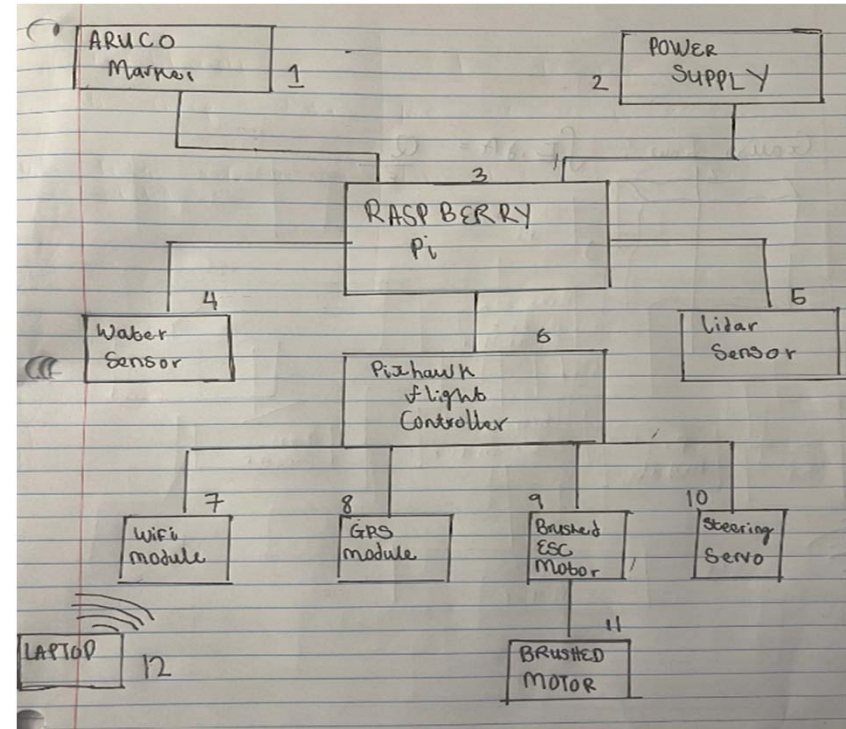 ARUCO
Marker
1
POWER
SUPPLY
2
3
RASPBERRY
Pi
4
Water
Sensor
5
Lidar
Sensor
6
Pixhawk
flight
Controller
7
WiFi
module
8
GPS
module
9
Brushed
ESC
Motor
10
Steering
Servo
11
BRUSHED
MOTOR
LAPTOP
12